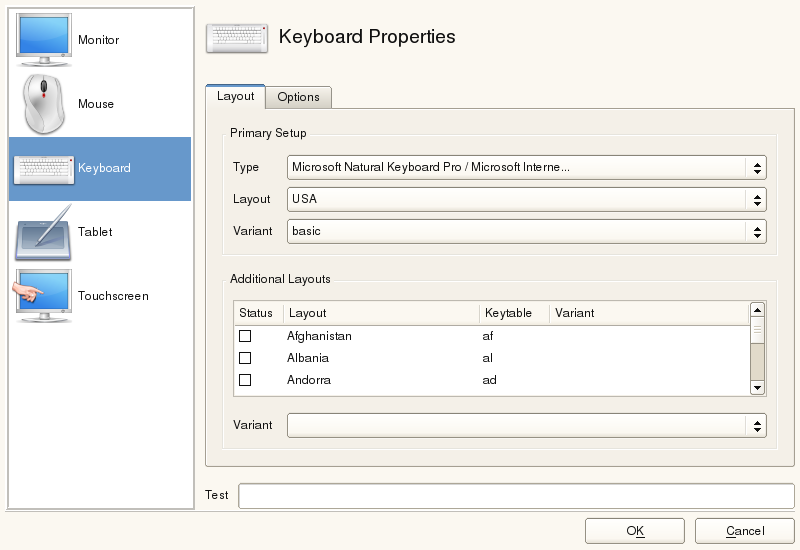 Monitor
Mouse
Keyboard
Tablet
Touchscreen
Keyboard Properties
Layout Options
Primary Setup
Type Microsoft Natural Keyboard Pro / Microsoft Interne...
Layout USA
Variant basic
Additional Layouts
Status Layout Keytable Variant
Afghanistan af
Albania al
Andorra ad
Variant
Test
OK Cancel